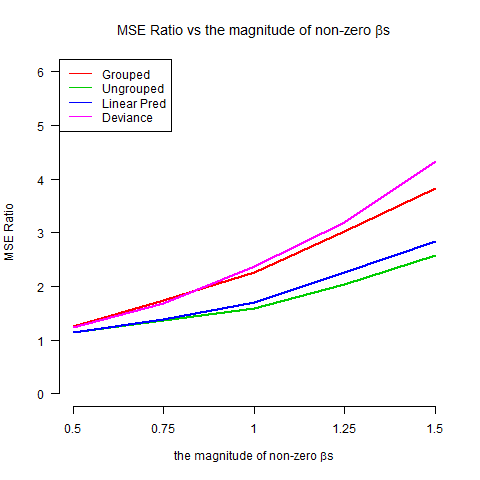 MSE Ratio vs the magnitude of non-zero βs
MSE Ratio
6
5
4
3
2
1
0
Grouped
Ungrouped
Linear Pred
Deviance
0.5 0.75 1 1.25 1.5
the magnitude of non-zero βs